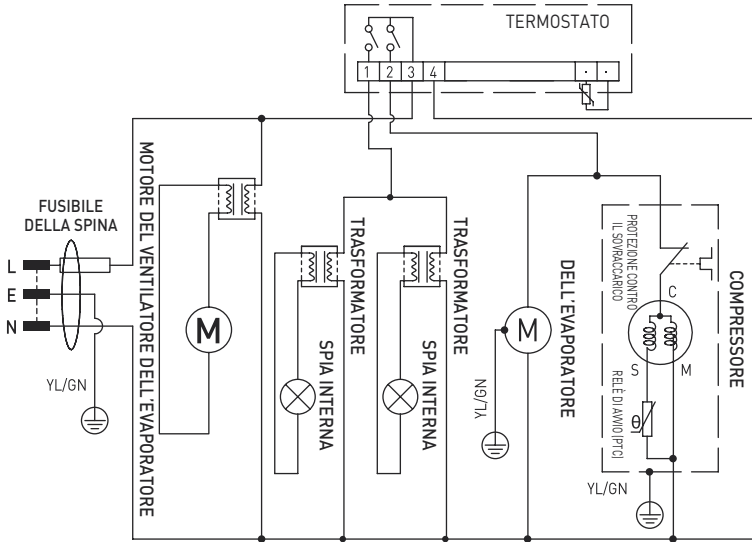 TERMOSTATO
1 2 3 4
MOTORE DEL VENTILATORE DELL'EVAPORATORE
FUSIBILE
DELLA SPINA
L
E
N
YL/GN
M
TRASFORMATORE
SPIA INTERNA
TRASFORMATORE
SPIA INTERNA
M
YL/GN
DELL'EVAPORATORE
PROTEZIONE CONTRO
IL SOVRACCARICO
C
S
M
RELÈ DI AVVIO (PTC)
θ
YL/GN
COMPRESSORE